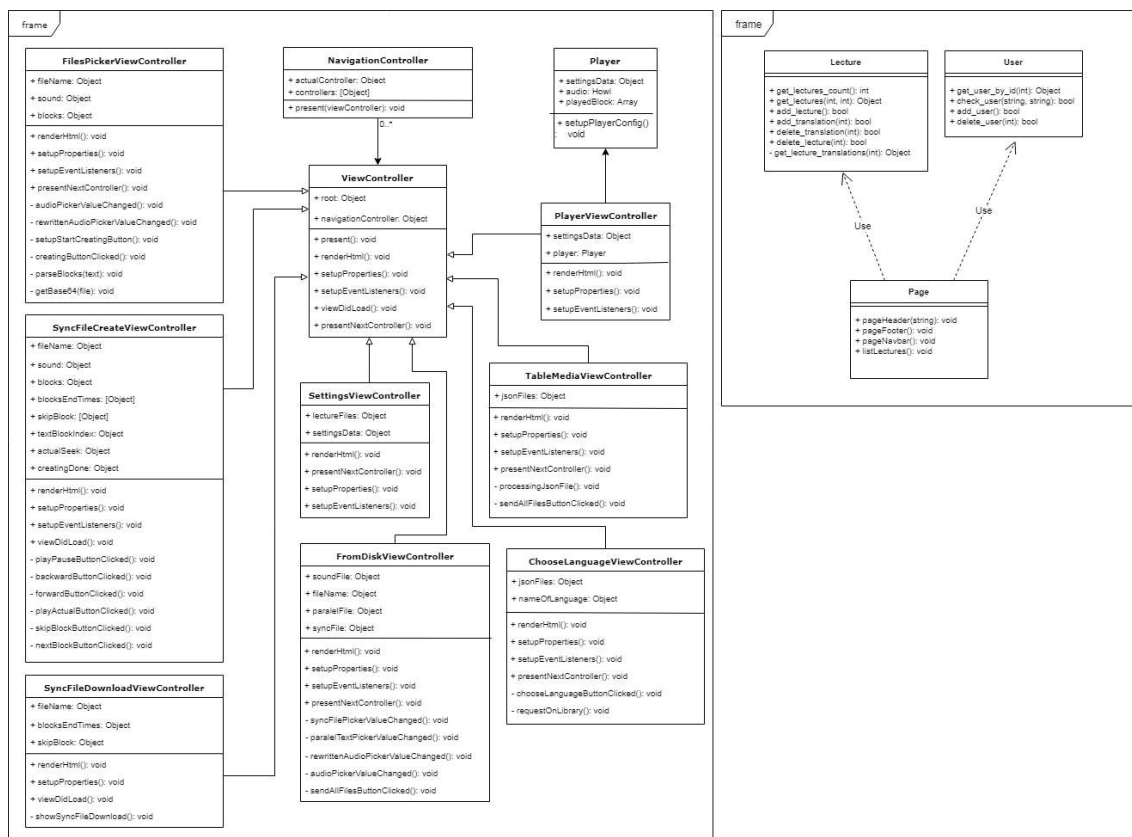 frame
FilesPickerViewController
+ fileName: Object
+ sound: Object
+ blocks: Object
+ renderHtml(): void
+ setupProperties(): void
+ setupEventListeners(): void
+ presentNextController(): void
- audioPickerValueChanged(): void
- rewrittenAudioPickerValueChanged(): void
- setupStartCreatingButton(): void
- creatingButtonClicked(): void
- parseBlocks(text): void
- getBase64(file): void
SyncFileCreateViewController
+ fileName: Object
+ sound: Object
+ blocks: Object
+ blocksEndTimes: [Object]
+ skipBlock: [Object]
+ textBlockIndex: Object
+ actualSeek: Object
+ creatingDone: Object
+ renderHtml(): void
+ setupProperties(): void
+ setupEventListeners(): void
+ viewDidLoad(): void
- playPauseButtonClicked(): void
- backwardButtonClicked(): void
- forwardButtonClicked(): void
- playActualButtonClicked(): void
- skipBlockButtonClicked(): void
- nextBlockButtonClicked(): void
SyncFileDownloadViewController
+ fileName: Object
+ blocksEndTimes: Object
+ skipBlock: Object
+ renderHtml(): void
+ setupProperties(): void
+ viewDidLoad(): void
- showSyncFileDownload(): void
NavigationController
+ actualController: Object
+ controllers: [Object]
+ present(viewController): void
0..*
ViewController
+ root: Object
+ navigationController: Object
+ present(): void
+ renderHtml(): void
+ setupProperties(): void
+ setupEventListeners(): void
+ viewDidLoad(): void
+ presentNextController(): void
SettingsViewController
+ lectureFiles: Object
+ settingsData: Object
+ renderHtml(): void
+ presentNextController(): void
+ setupProperties(): void
+ setupEventListeners(): void
FromDiskViewController
+ soundFile: Object
+ fileName: Object
+ paralelFile: Object
+ syncFile: Object
+ renderHtml(): void
+ setupProperties(): void
+ setupEventListeners(): void
+ presentNextController(): void
- syncFilePickerValueChanged(): void
- paralelTextPickerValueChanged(): void
- rewrittenAudioPickerValueChanged(): void
- audioPickerValueChanged(): void
- sendAllFilesButtonClicked(): void
Player
+ settingsData: Object
+ audio: Howl
+ playedBlock: Array
+ setupPlayerConfig()
: void
PlayerViewController
+ settingsData: Object
+ player: Player
+ renderHtml(): void
+ setupProperties(): void
+ setupEventListeners(): void
TableMediaViewController
+ jsonFiles: Object
+ renderHtml(): void
+ setupProperties(): void
+ setupEventListeners(): void
+ presentNextController(): void
- processingJsonFile(): void
- sendAllFilesButtonClicked(): void
ChooseLanguageViewController
+ jsonFiles: Object
+ nameOfLanguage: Object
+ renderHtml(): void
+ setupProperties(): void
+ setupEventListeners(): void
+ presentNextController(): void
- chooseLanguageButtonClicked(): void
- requestOnLibrary(): void
frame
Lecture
+ get_lectures_count(): int
+ get_lectures(int, int): Object
+ add_lecture(): bool
+ add_translation(int): bool
+ delete_translation(int): bool
+ delete_lecture(int): bool
- get_lecture_translations(int): Object
User
+ get_user_by_id(int): Object
+ check_user(string, string): bool
+ add_user(): bool
+ delete_user(int): bool
Use
Use
Page
+ pageHeader(string): void
+ pageFooter(): void
+ pageNavbar(): void
+ listLectures(): void